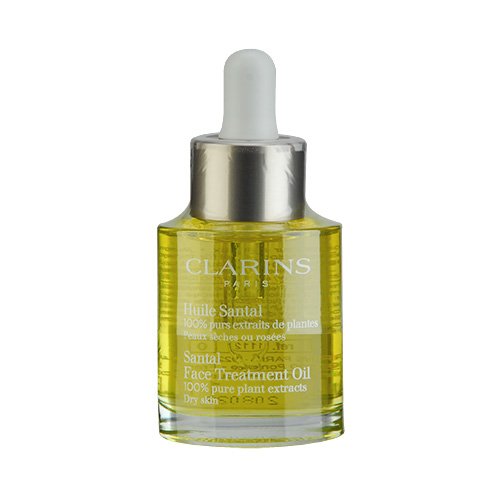 CLARINS
PARIS
Huile Santal
100% purs extraits de plantes
Peaux sèches ou rosées
Santal
Face Treatment Oil
100% pure plant extracts
Dry skin